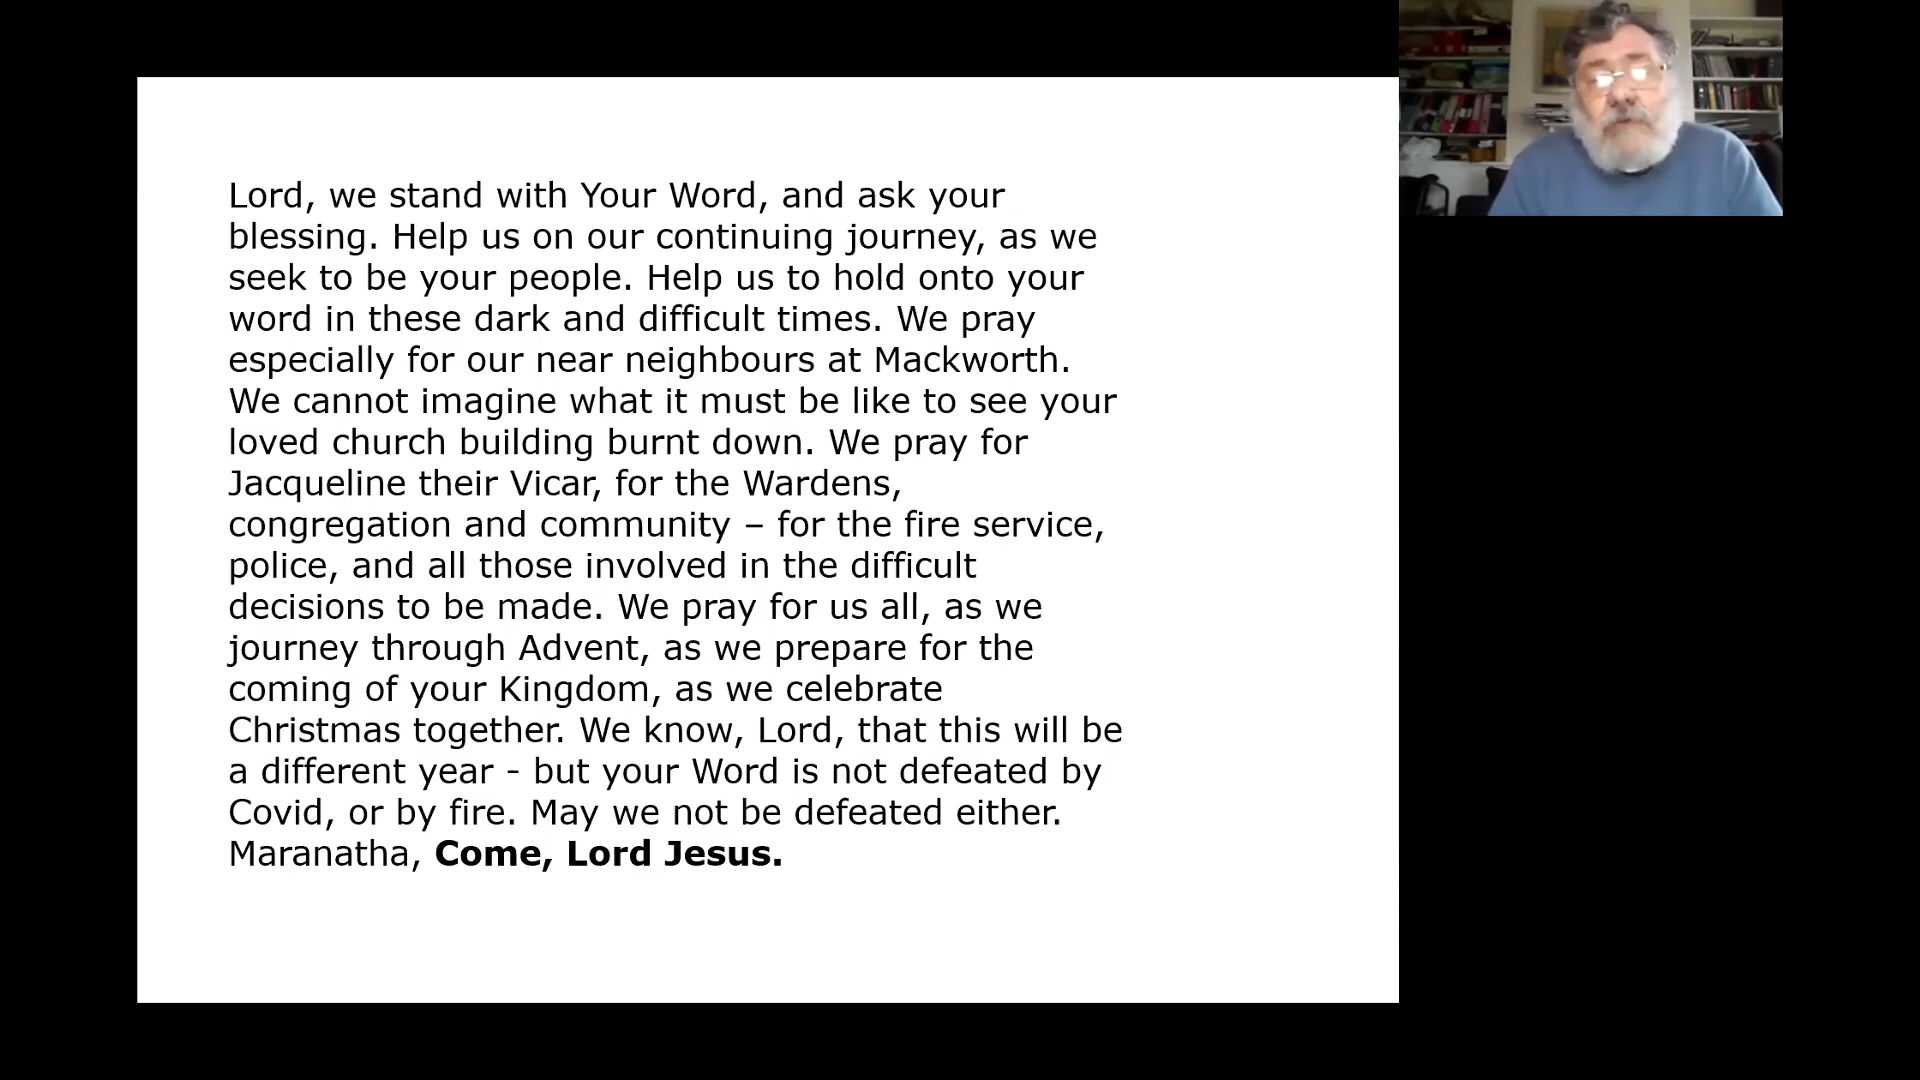 Lord, we stand with Your Word, and ask your
blessing. Help us on our continuing journey, as we
seek to be your people. Help us to hold onto your
word in these dark and difficult times. We pray
especially for our near neighbours at Mackworth.
We cannot imagine what it must be like to see your
loved church building burnt down. We pray for
Jacqueline their Vicar, for the Wardens,
congregation and community – for the fire service,
police, and all those involved in the difficult
decisions to be made. We pray for us all, as we
journey through Advent, as we prepare for the
coming of your Kingdom, as we celebrate
Christmas together. We know, Lord, that this will be
a different year - but your Word is not defeated by
Covid, or by fire. May we not be defeated either.
Maranatha, Come, Lord Jesus.